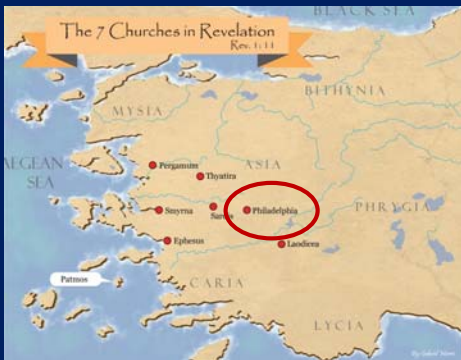 The 7 Churches in Revelation
Rev. 1:11
BLACK SEA
BITHYNIA
MYSIA
AEGEAN
SEA
ASIA
Pergamum
Thyatira
PHRYGIA
Smyrna
Sardis
Philadelphia
Ephesus
Laodicea
Patmos
CARIA
LYCIA